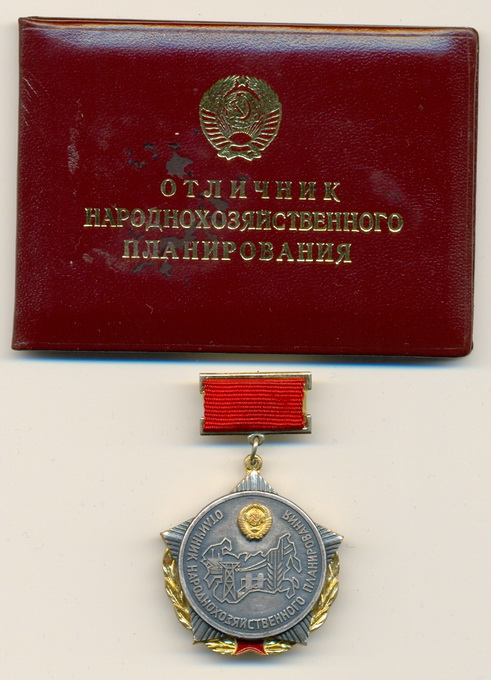 ОТЛИЧНИК
НАРОДНОХОЗЯЙСТВЕННОГО
ПЛАНИРОВАНИЯ
ОТЛИЧНИК НАРОДНОХОЗЯЙСТВЕННОГО ПЛАНИРОВАНИЯ